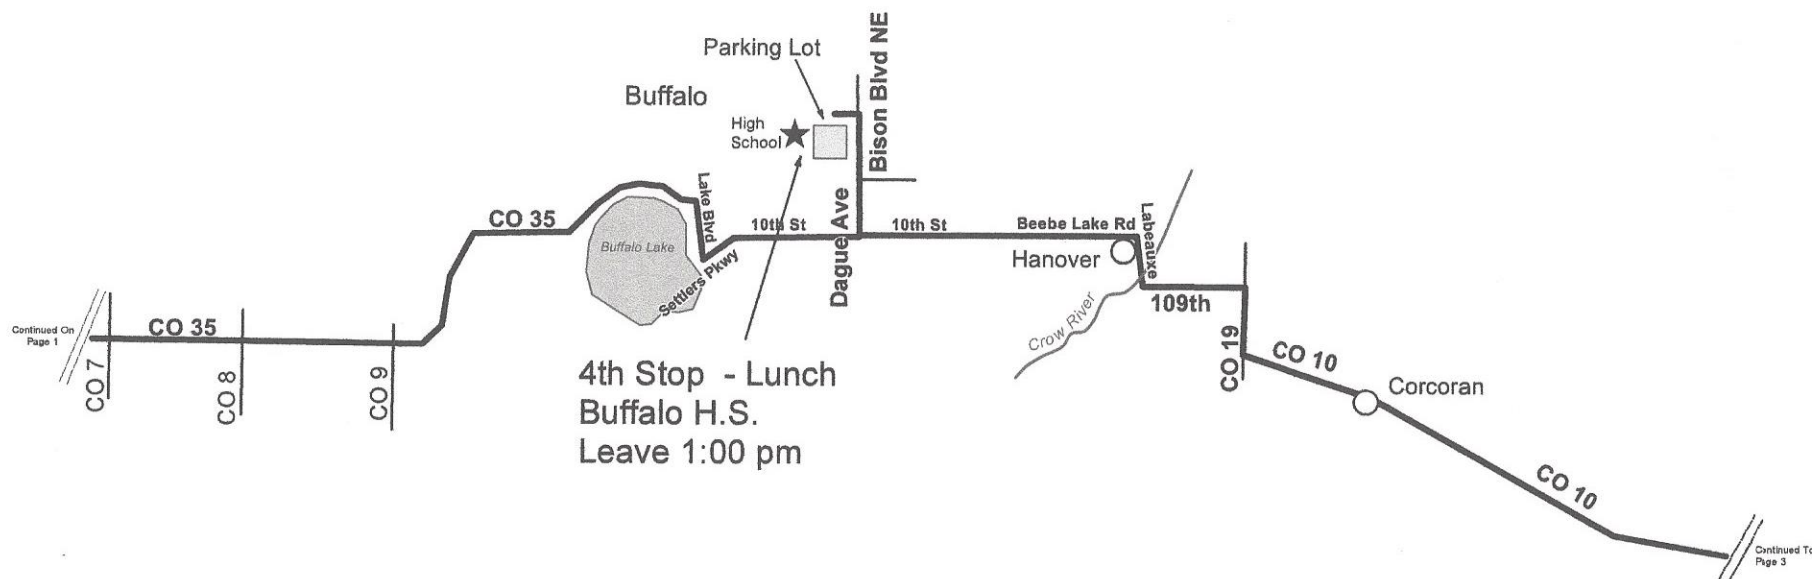 Parking Lot
Bison Blvd NE
Buffalo
High
School
Lake Blvd
CO 35
10th St
Dague Ave
10th St
Beebe Lake Rd
Labeauxe
Buffalo Lake
Settlers Pkwy
Hanover
109th
Crow River
Continued On
Page 1
CO 35
CO 7
CO 8
CO 9
CO 19
CO 10
Corcoran
4th Stop - Lunch
Buffalo H.S.
Leave 1:00 pm
CO 10
Continued To
Page 3